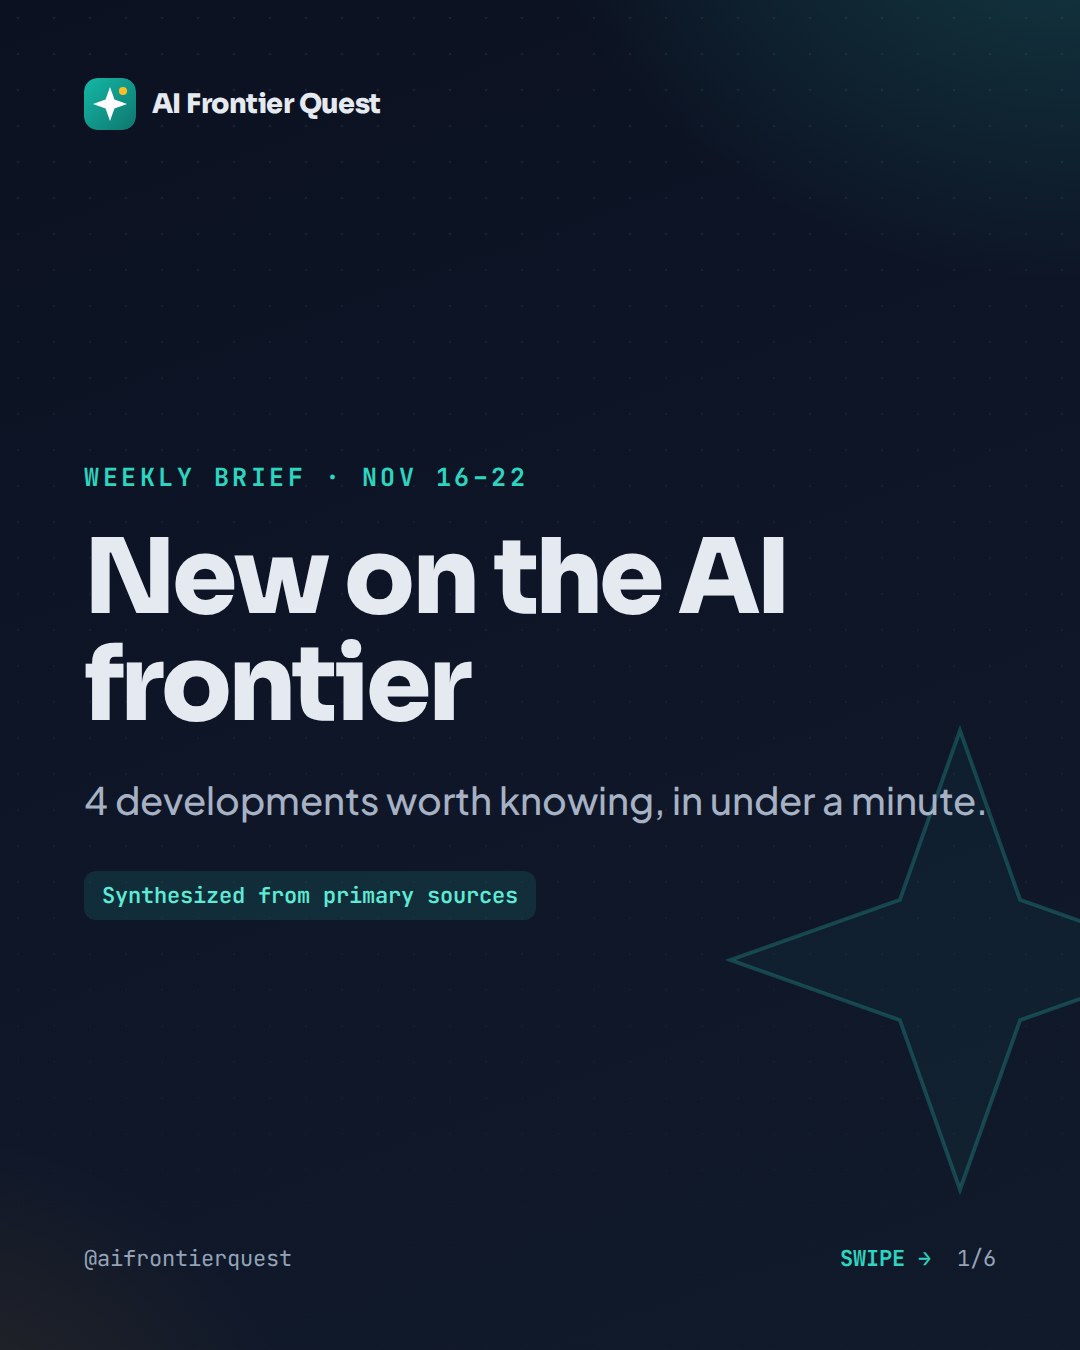 AI Frontier Quest
WEEKLY BRIEF · NOV 16–22
New on the AI
frontier
4 developments worth knowing, in under a minute.
Synthesized from primary sources
@aifrontierquest
SWIPE → 1/6